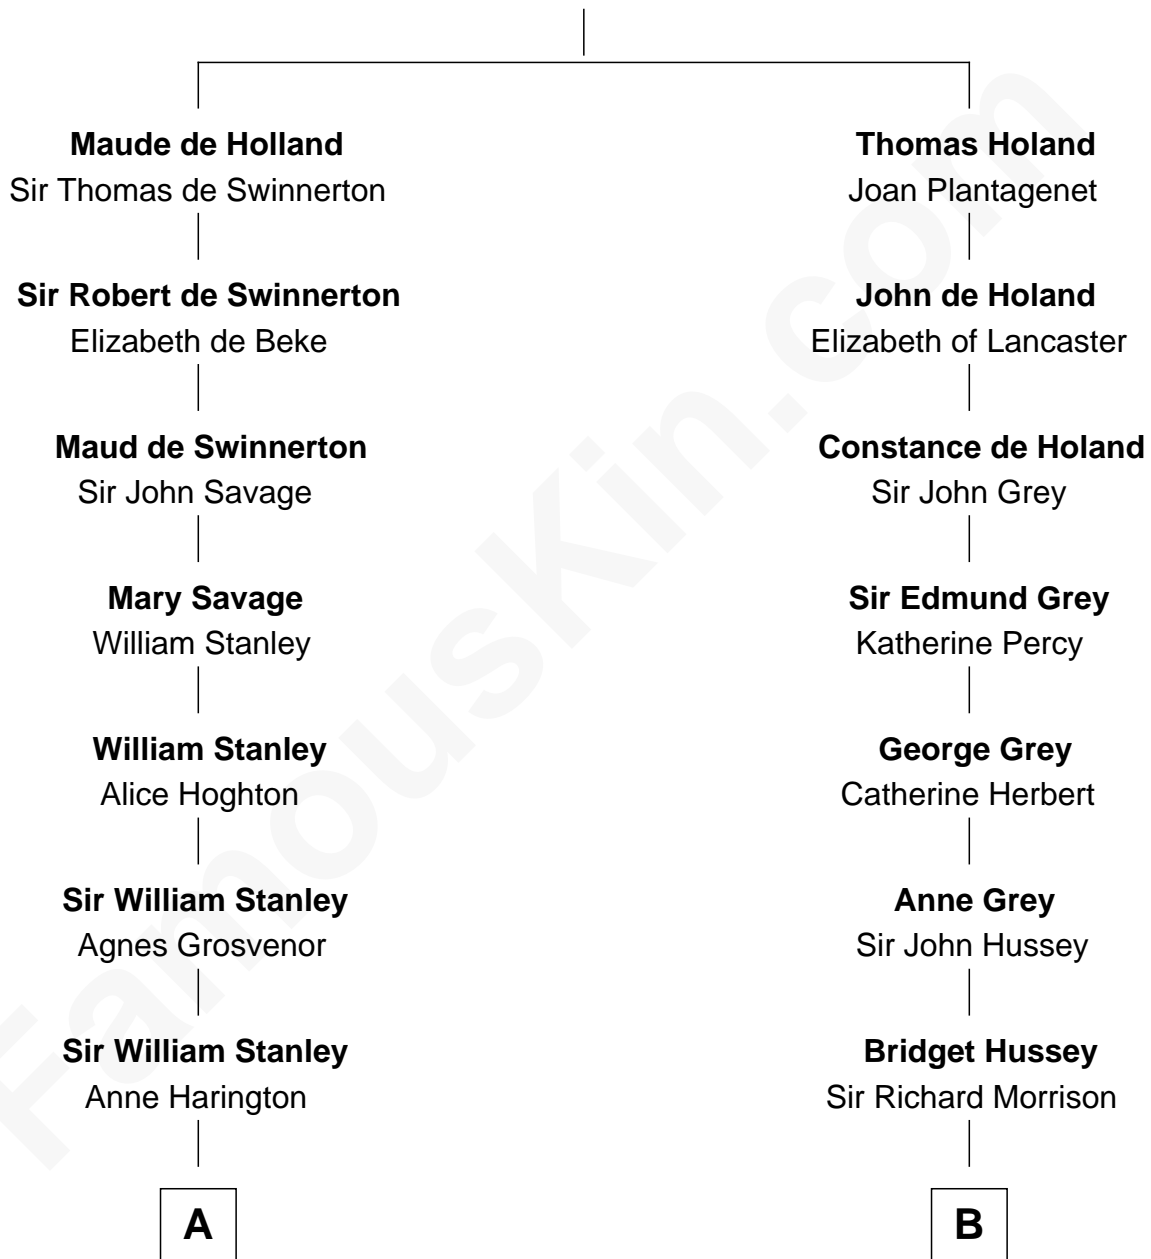 Maude de Holland
Sir Thomas de Swinnerton
Sir Robert de Swinnerton
Elizabeth de Beke
Maud de Swinnerton
Sir John Savage
Mary Savage
William Stanley
William Stanley
Alice Hoghton
Sir William Stanley
Agnes Grosvenor
Sir William Stanley
Anne Harington
A
Thomas Holand
Joan Plantagenet
John de Holand
Elizabeth of Lancaster
Constance de Holand
Sir John Grey
Sir Edmund Grey
Katherine Percy
George Grey
Catherine Herbert
Anne Grey
Sir John Hussey
Bridget Hussey
Sir Richard Morrison
B
FamousKin.com